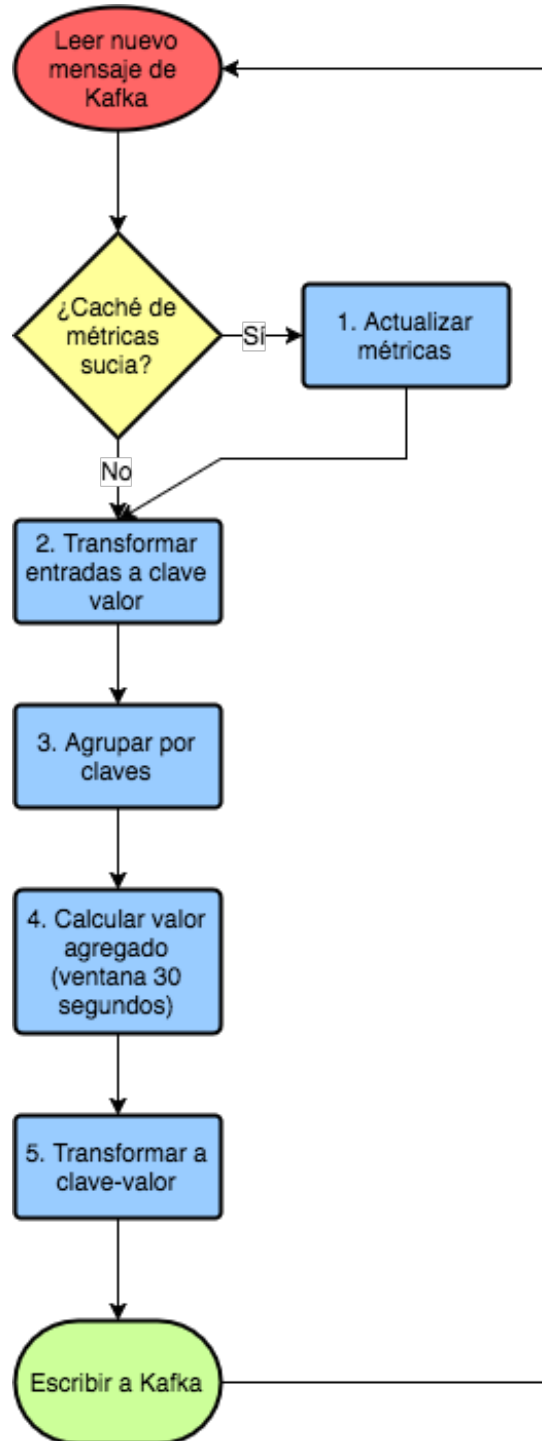 Leer nuevo
mensaje de
Kafka
¿Caché de
métricas
sucia?
Sí
1. Actualizar
métricas
No
2. Transformar
entradas a clave
valor
3. Agrupar por
claves
4. Calcular valor
agregado
(ventana 30
segundos)
5. Transformar a
clave-valor
Escribir a Kafka